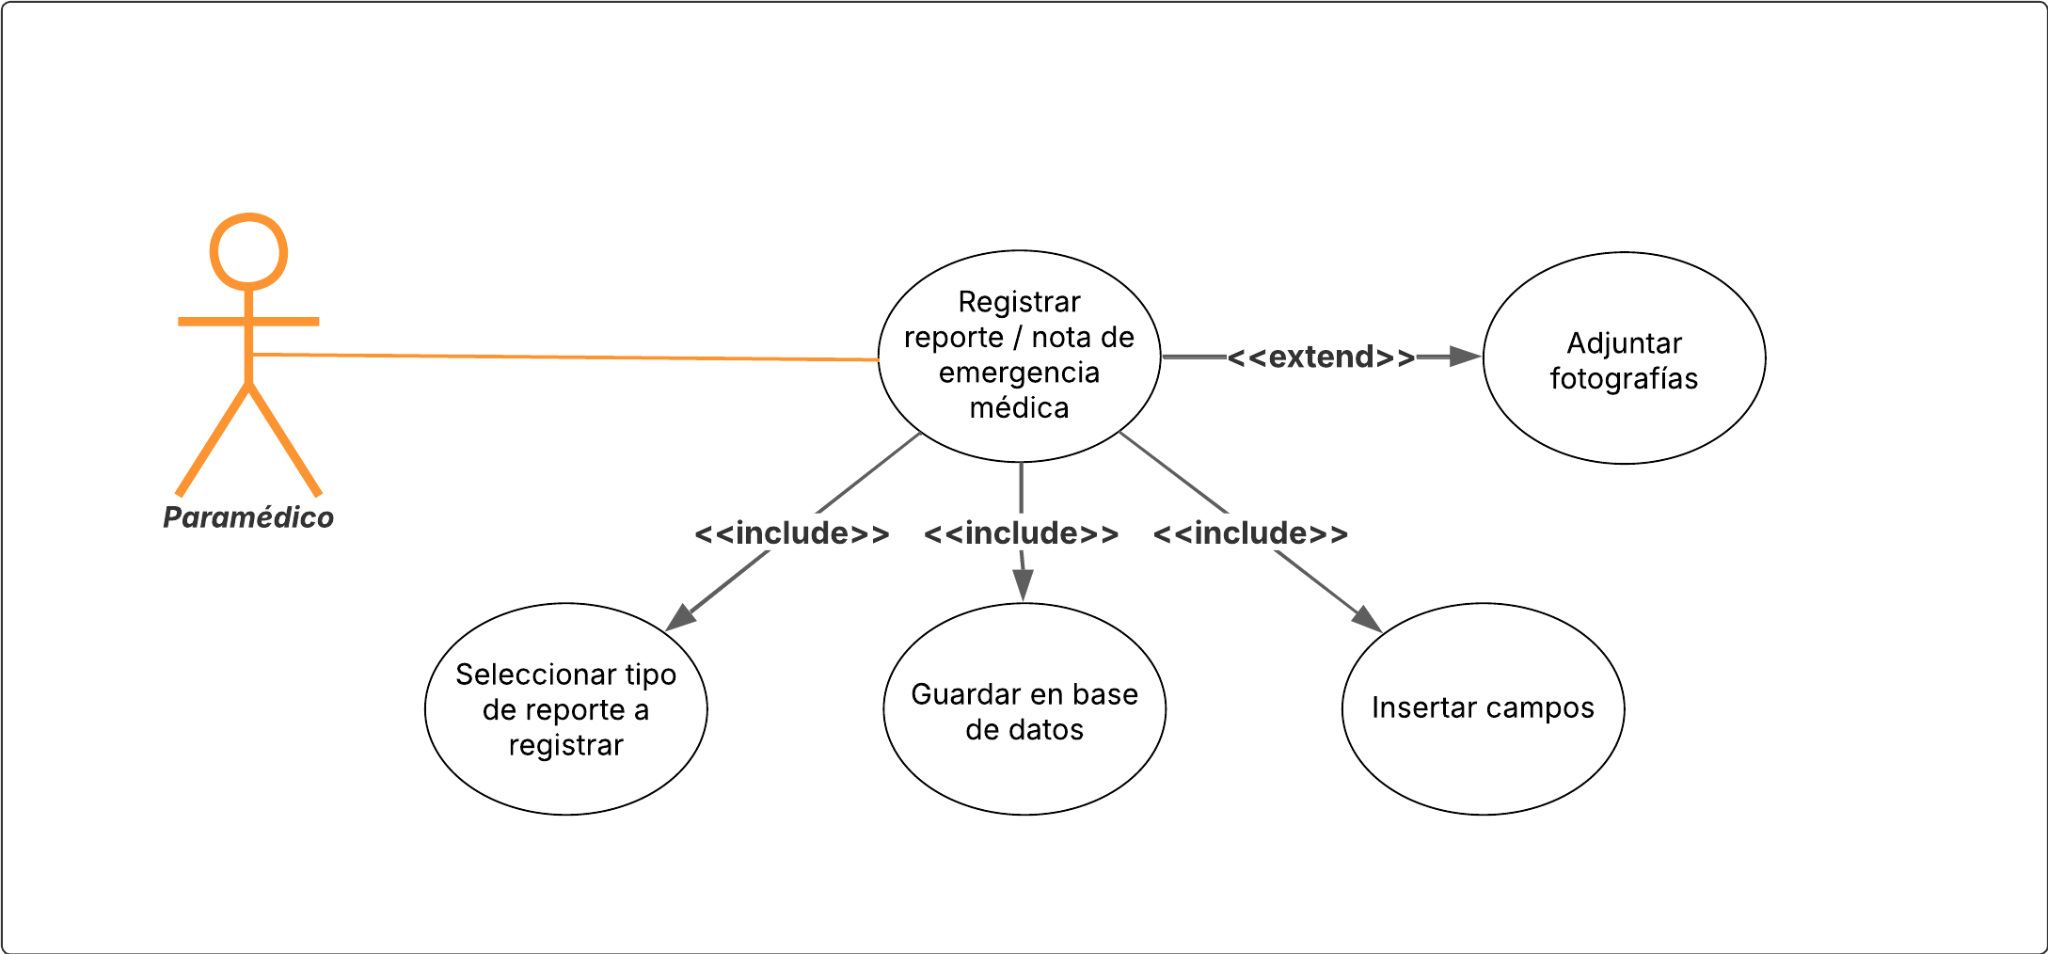 Paramédico
Registrar
reporte / nota de
emergencia
médica
<<extend>>
Adjuntar
fotografías
<<include>>
<<include>>
<<include>>
Seleccionar tipo
de reporte a
registrar
Guardar en base
de datos
Insertar campos